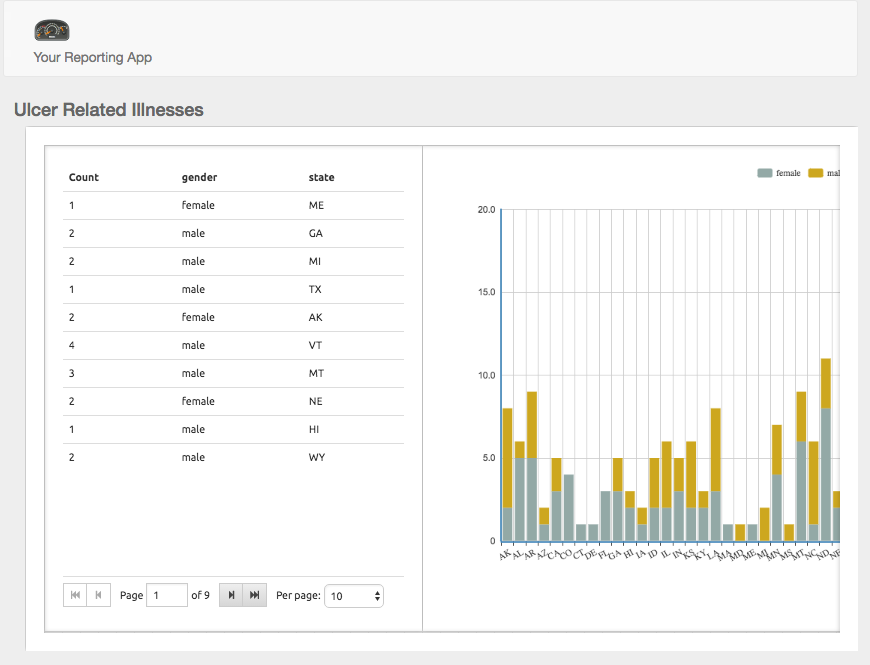 Your Reporting App
Ulcer Related Illnesses
Count gender state
1 female ME
2 male GA
2 male MI
1 male TX
2 female AK
4 male VT
3 male MT
2 female NE
1 male HI
2 male WY
Page 1 of 9 Per page: 10
female mal
20.0
15.0
10.0
5.0
0
AK AL AR AZ CA CO CT DE FL GA HI IA ID IL IN KS KY LA MA MD ME MI MN MS MT NC ND NE